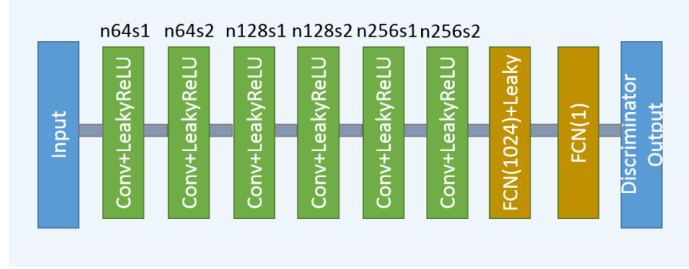 n64s1 n64s2 n128s1 n128s2 n256s1 n256s2
Input
Conv+LeakyReLU
Conv+LeakyReLU
Conv+LeakyReLU
Conv+LeakyReLU
Conv+LeakyReLU
Conv+LeakyReLU
FCN(1024)+Leaky
FCN(1)
Discriminator
Output